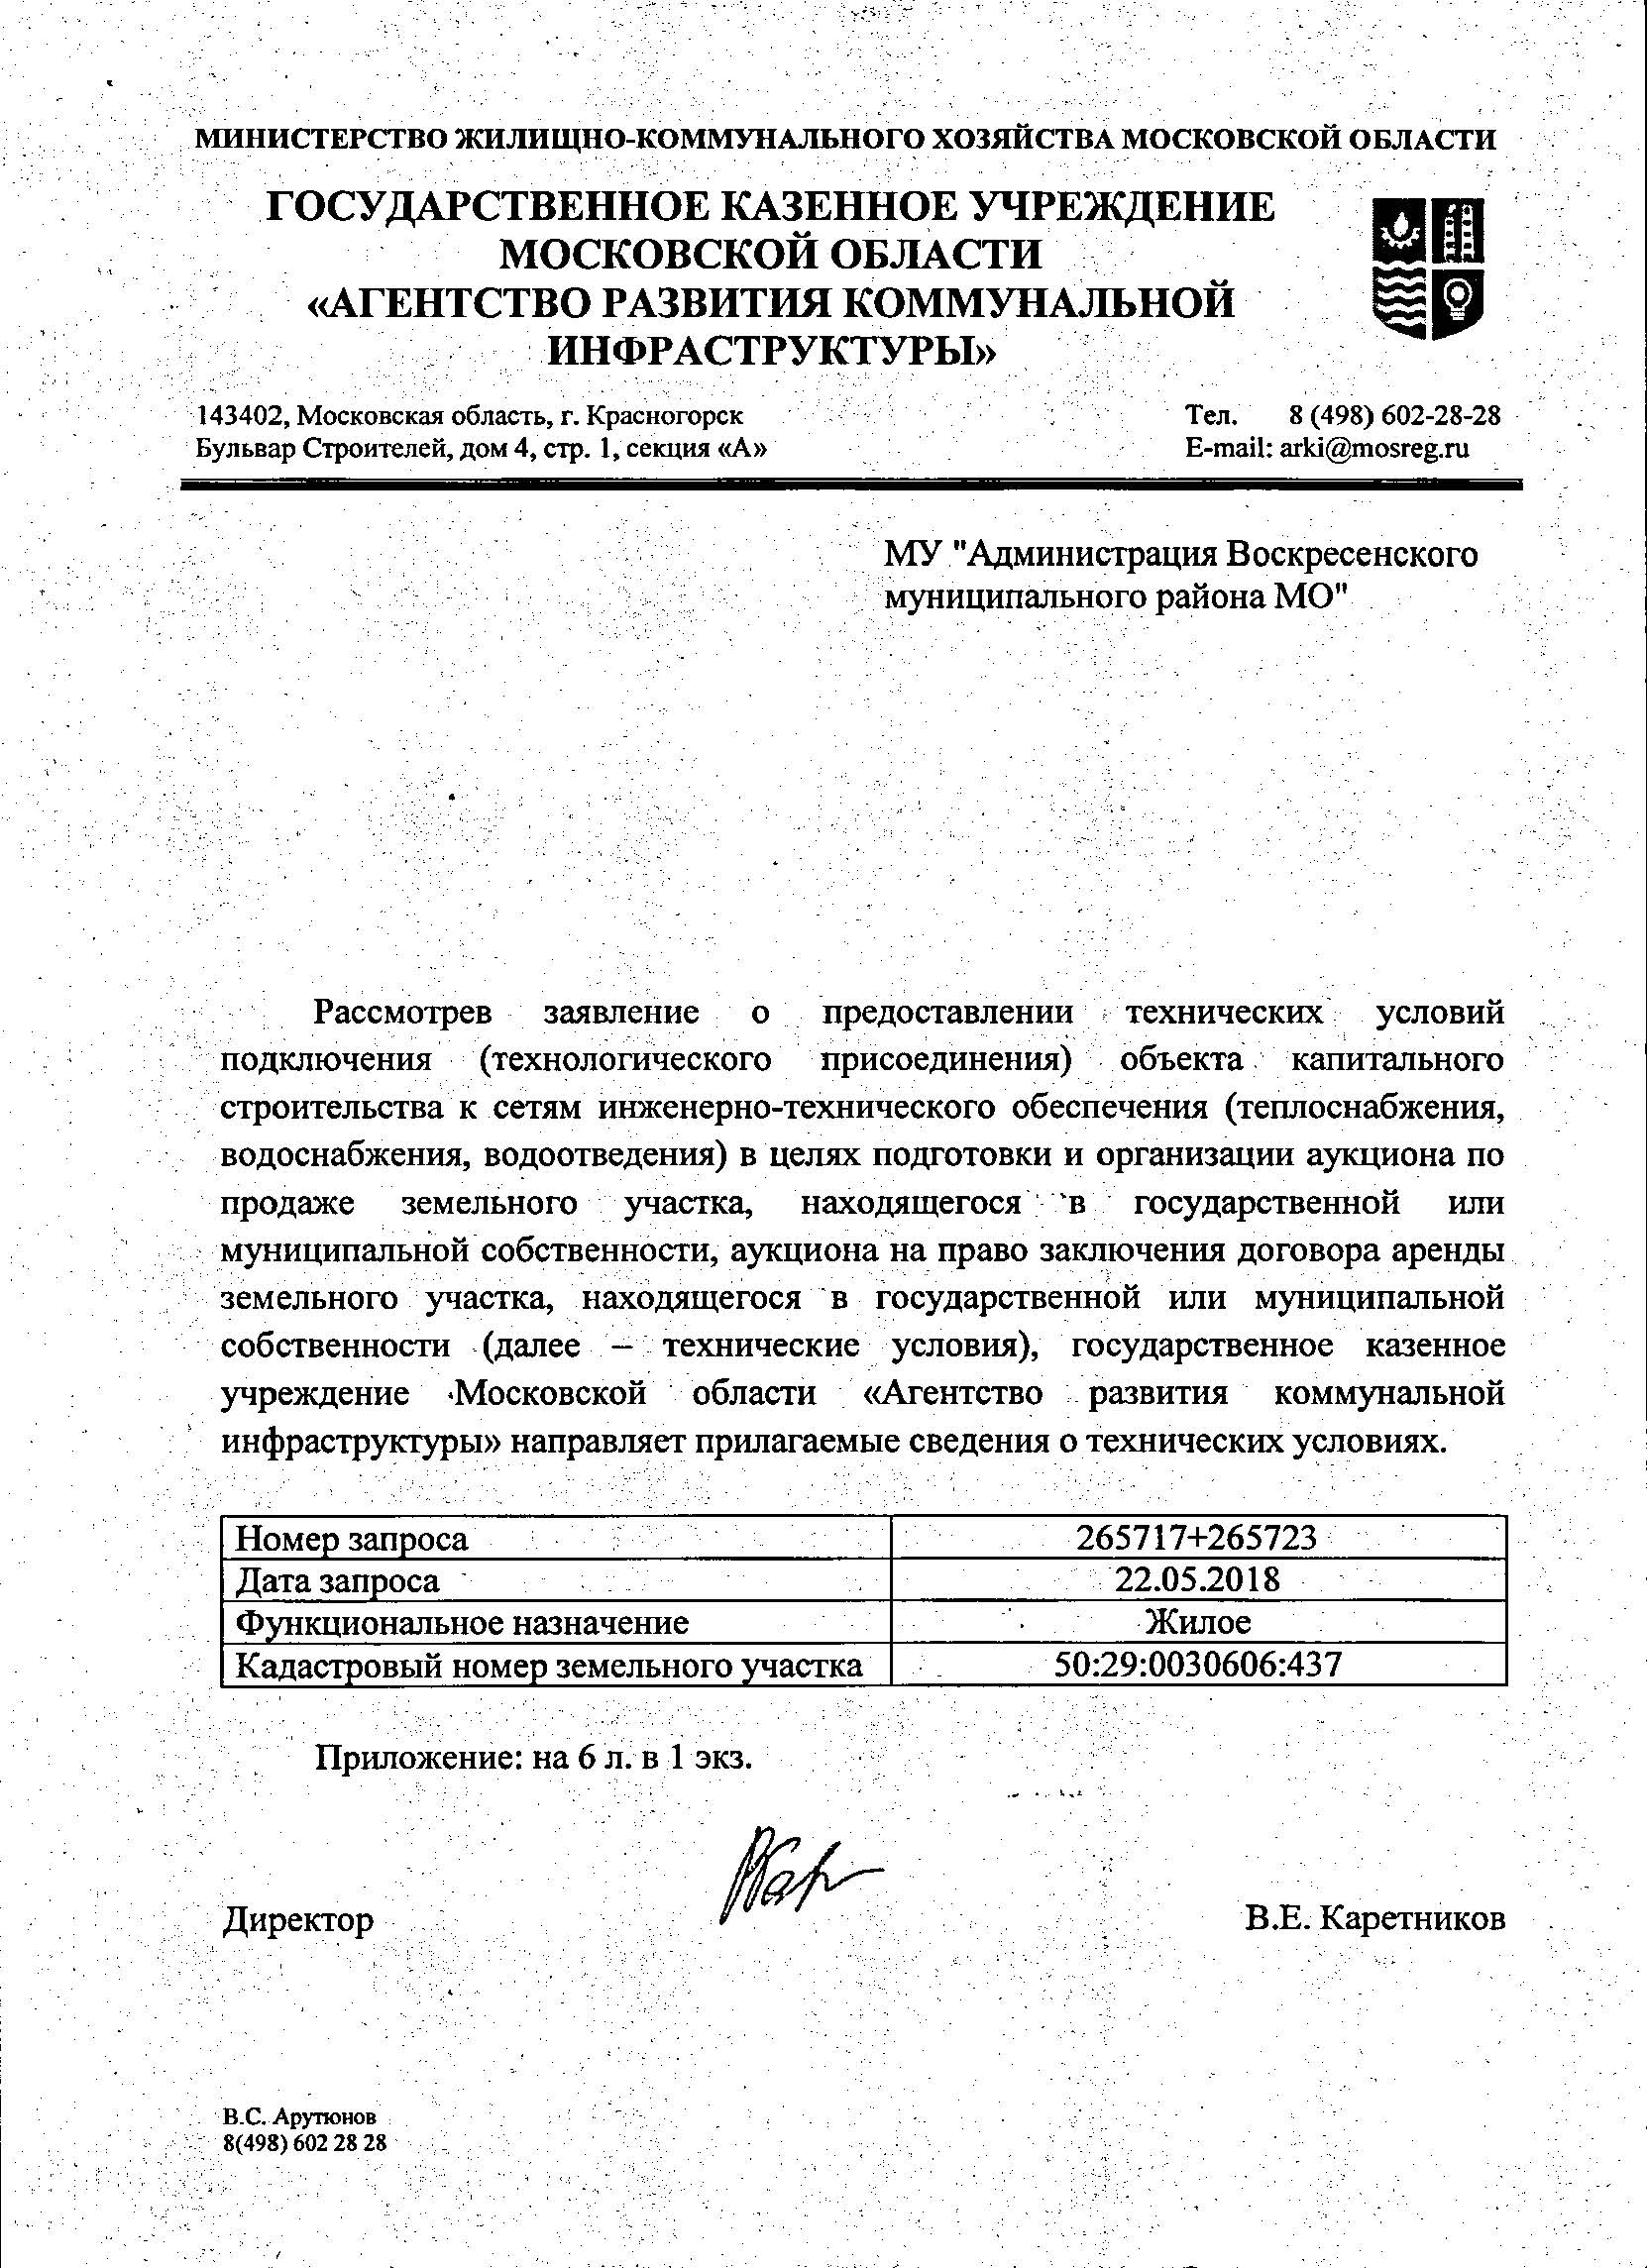 МИНИСТЕРСТВО ЖИЛИЩНО-КОММУНАЛЬНОГО ХОЗЯЙСТВА МОСКОВСКОЙ ОБЛАСТИ
ГОСУДАРСТВЕННОЕ КАЗЕННОЕ УЧРЕЖДЕНИЕ
МОСКОВСКОЙ ОБЛАСТИ
«АГЕНТСТВО РАЗВИТИЯ КОММУНАЛЬНОЙ
ИНФРАСТРУКТУРЫ»
143402, Московская область, г. Красногорск
Бульвар Строителей, дом 4, стр. 1, секция «А»
Тел. 8 (498) 602-28-28
E-mail: arki@mosreg.ru
МУ "Администрация Воскресенского
муниципального района МО"
Рассмотрев заявление о предоставлении технических условий
подключения (технологического присоединения) объекта капитального
строительства к сетям инженерно-технического обеспечения (теплоснабжения,
водоснабжения, водоотведения) в целях подготовки и организации аукциона по
продаже земельного участка, находящегося в государственной или
муниципальной собственности, аукциона на право заключения договора аренды
земельного участка, находящегося в государственной или муниципальной
собственности (далее – технические условия), государственное казенное
учреждение Московской области «Агентство развития коммунальной
инфраструктуры» направляет прилагаемые сведения о технических условиях.
Номер запроса 265717+265723
Дата запроса 22.05.2018
Функциональное назначение Жилое
Кадастровый номер земельного участка 50:29:0030606:437
Приложение: на 6 л. в 1 экз.
Директор В.Е. Каретников
В.С. Арутюнов
8(498) 602 28 28